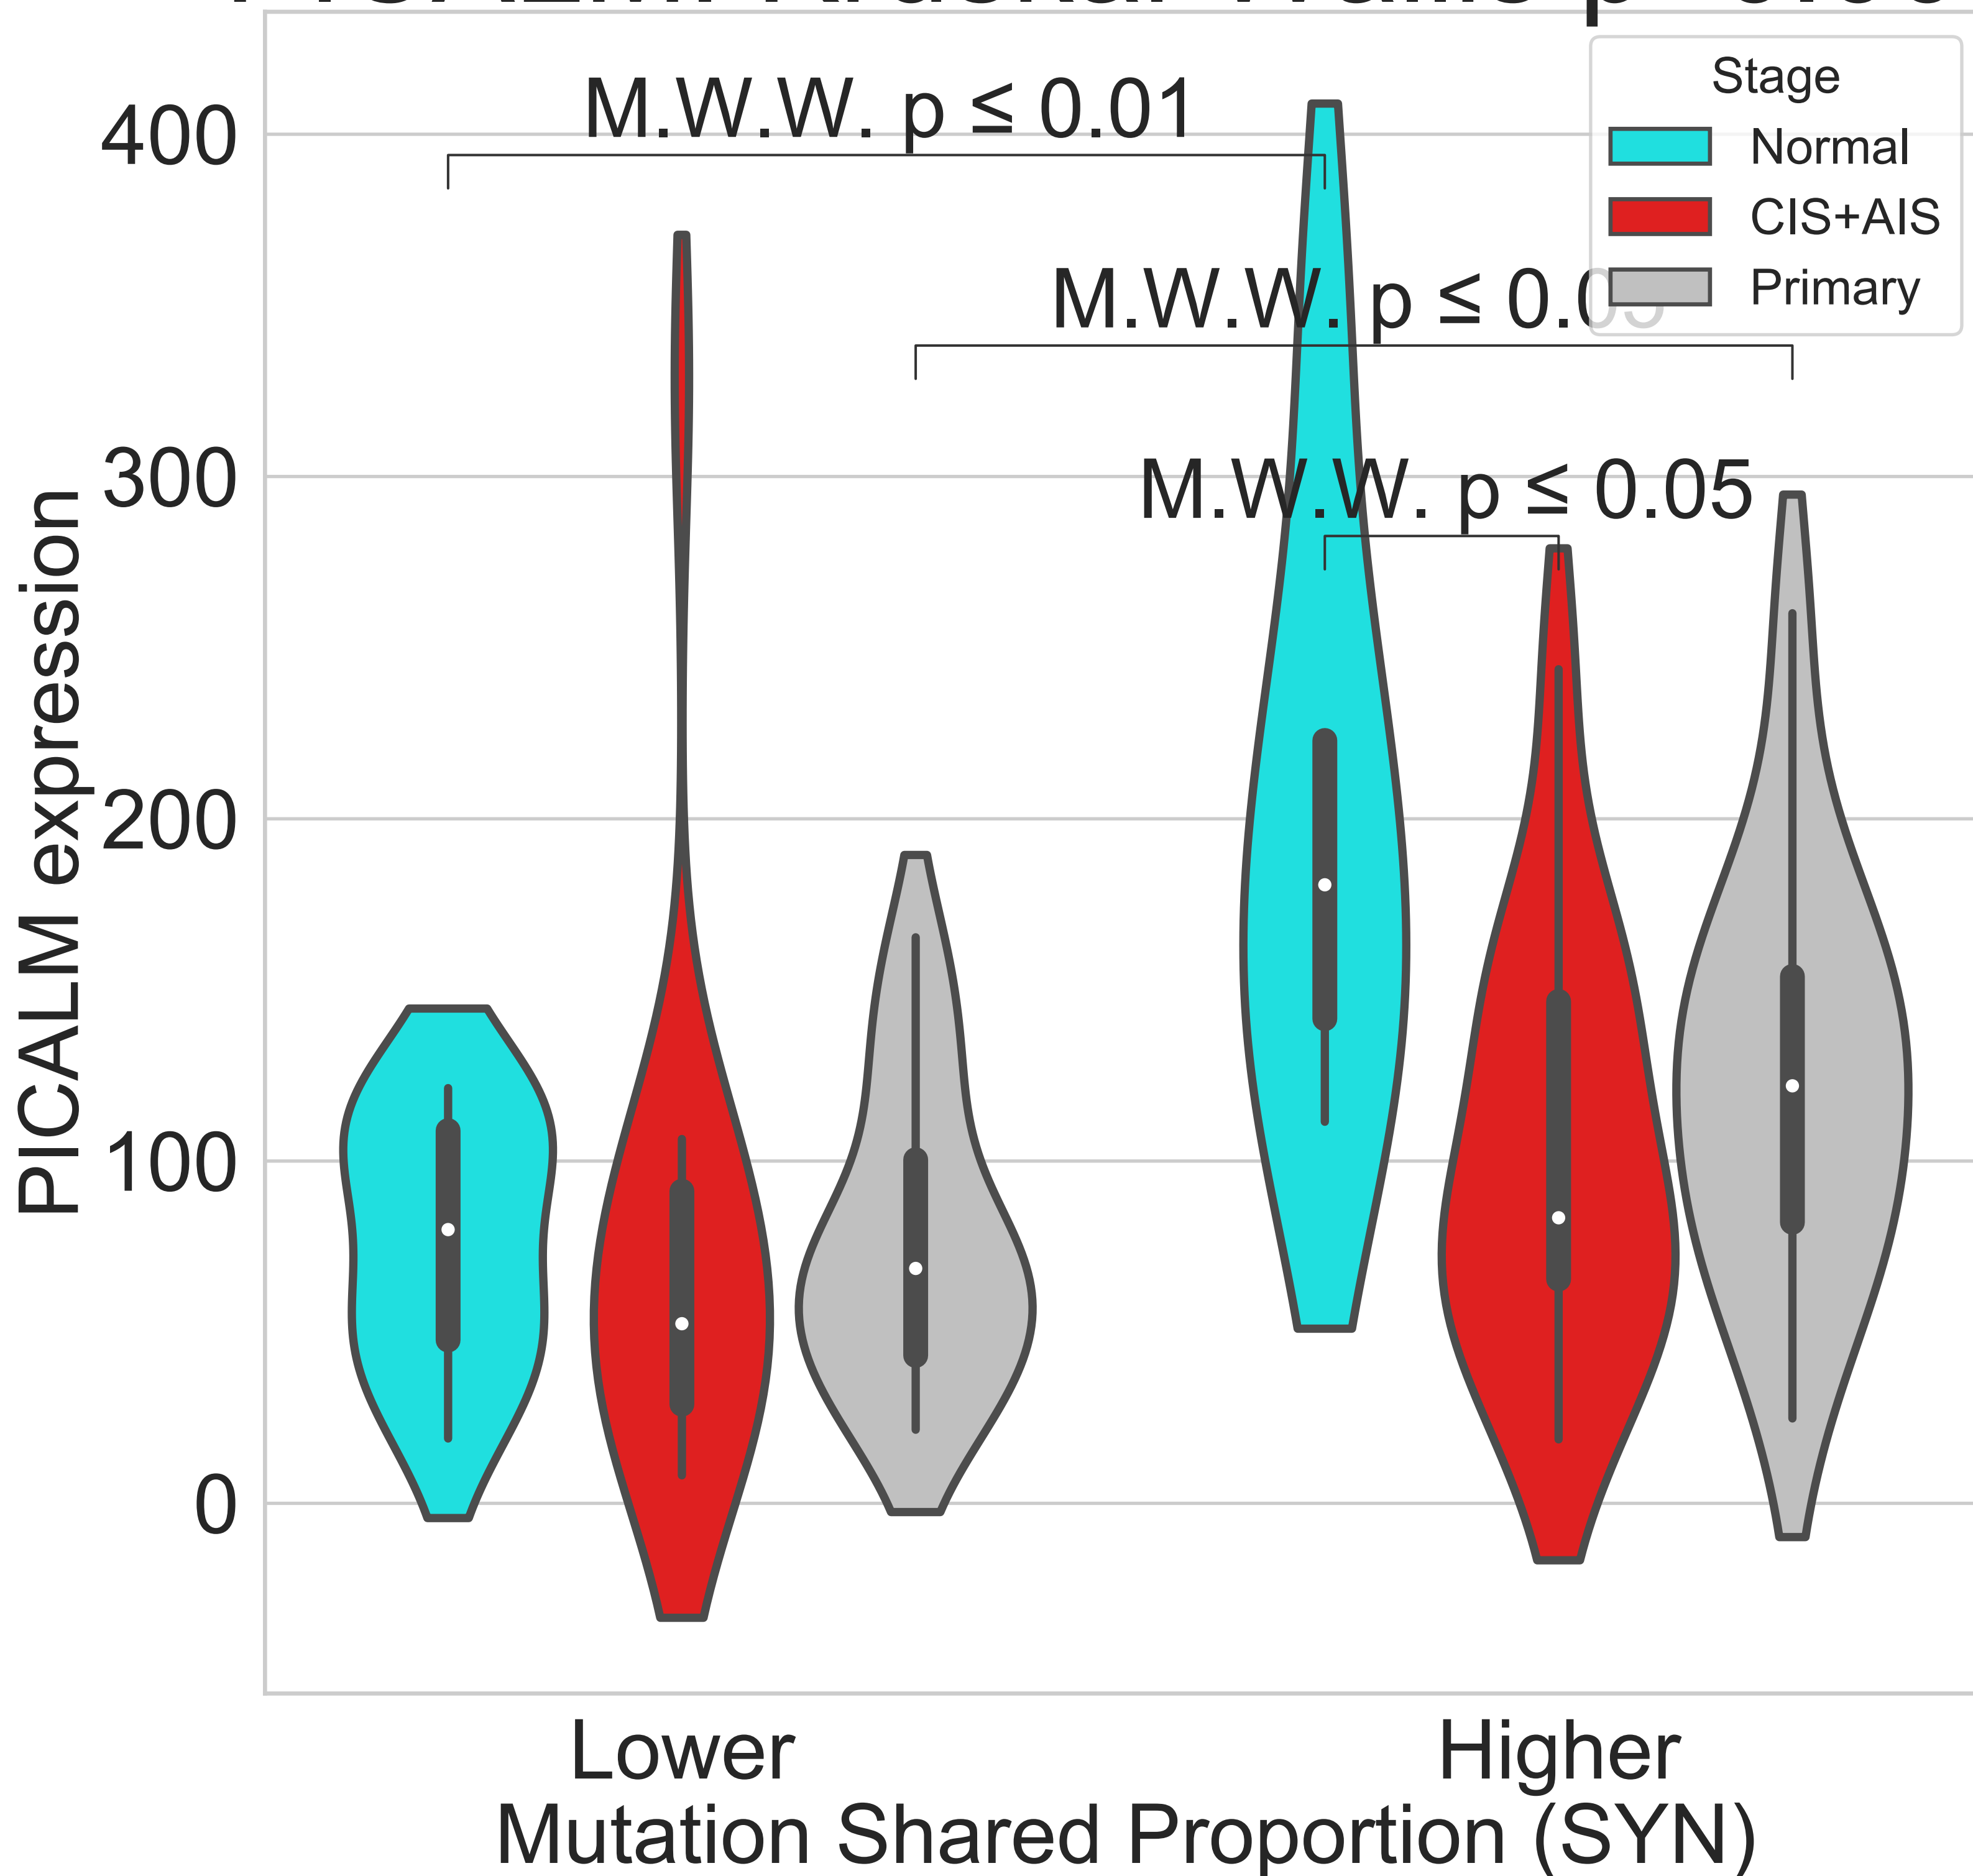 M.W.W. p ≤ 0.01
Stage
Normal
CIS+AIS
Primary
M.W.W. p ≤ 0.05
M.W.W. p ≤ 0.05
400
300
200
100
0
PICALM expression
Lower
Higher
Mutation Shared Proportion (SYN)